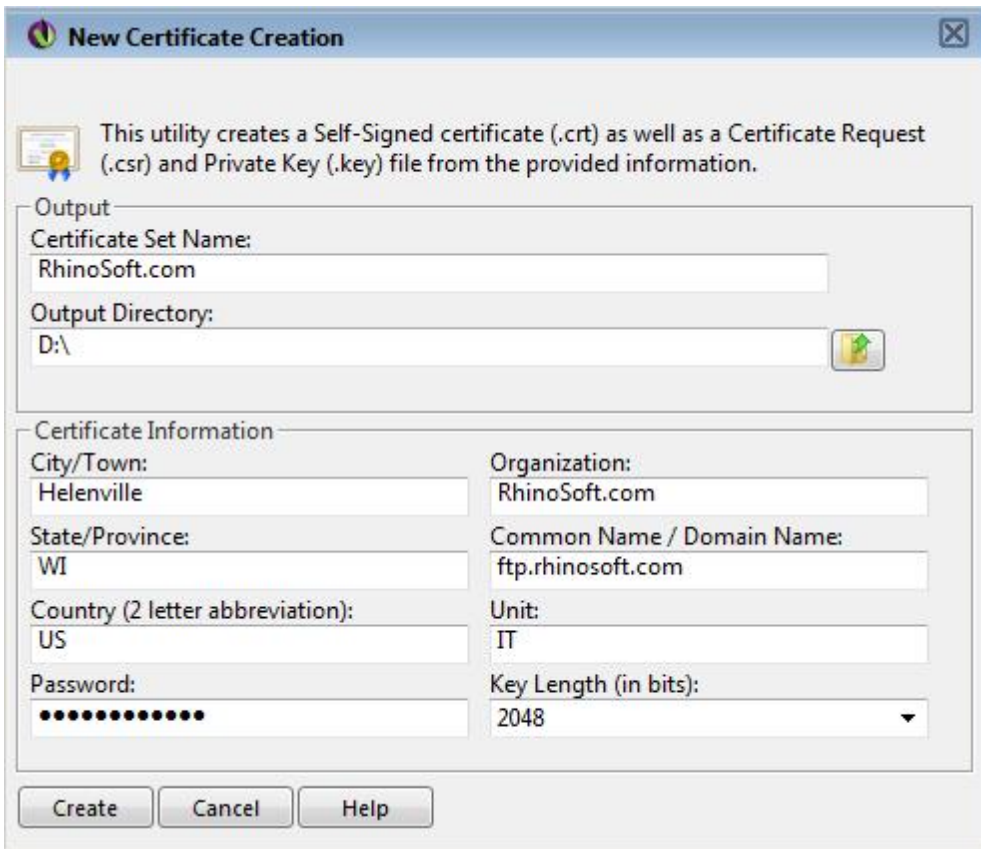 New Certificate Creation
This utility creates a Self-Signed certificate (.crt) as well as a Certificate Request
(.csr) and Private Key (.key) file from the provided information.
Output
Certificate Set Name:
RhinoSoft.com
Output Directory:
D:\
Certificate Information
City/Town:
Helenville
Organization:
RhinoSoft.com
State/Province:
WI
Common Name / Domain Name:
ftp.rhinosoft.com
Country (2 letter abbreviation):
US
Unit:
IT
Password:
••••••••••••
Key Length (in bits):
2048
Create
Cancel
Help